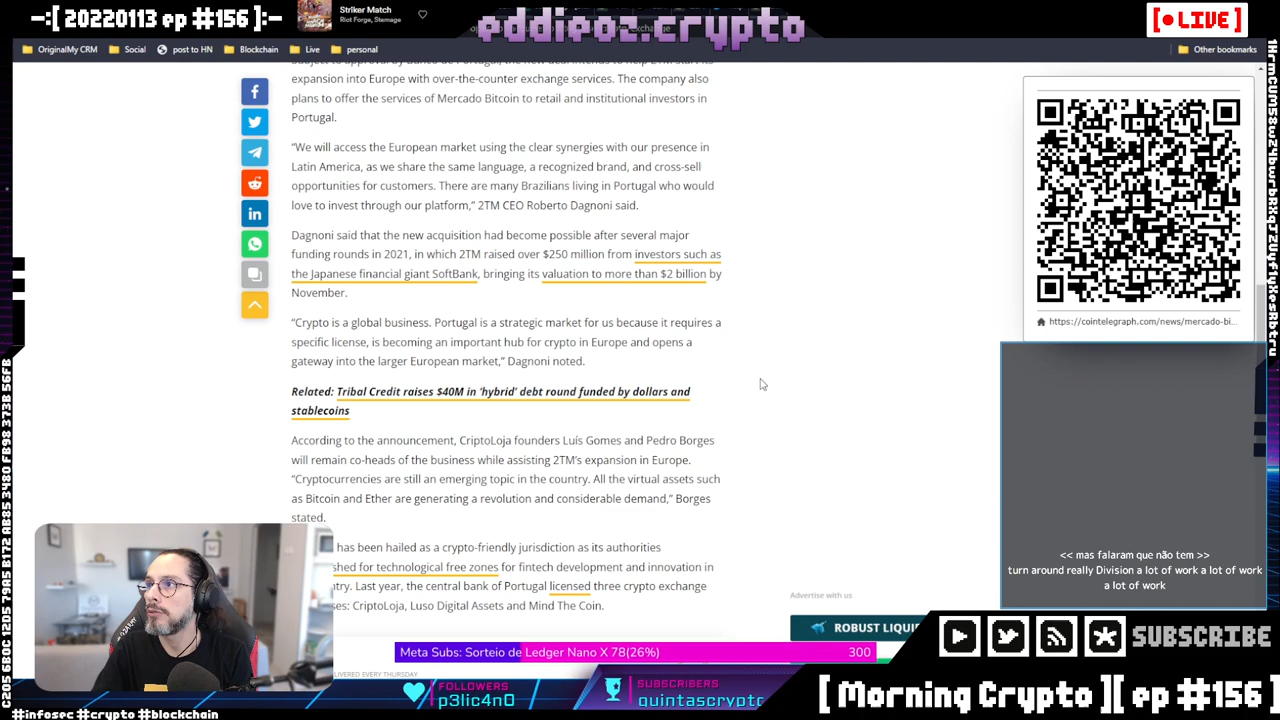 -:[ 20220113 ep #156 ]:-
Striker Match
Riot Forge, Stemage
eddieoz.crypto
[ LIVE ]
OriginalMy CRM
Social
post to HN
Blockchain
Live
personal
Other bookmarks
expansion into Europe with over-the-counter exchange services. The company also
plans to offer the services of Mercado Bitcoin to retail and institutional investors in
Portugal.
“We will access the European market using the clear synergies with our presence in
Latin America, as we share the same language, a recognized brand, and cross-sell
opportunities for customers. There are many Brazilians living in Portugal who would
love to invest through our platform,” 2TM CEO Roberto Dagnoni said.
Dagnoni said that the new acquisition had become possible after several major
funding rounds in 2021, in which 2TM raised over $250 million from investors such as
the Japanese financial giant SoftBank, bringing its valuation to more than $2 billion by
November.
“Crypto is a global business. Portugal is a strategic market for us because it requires a
specific license, is becoming an important hub for crypto in Europe and opens a
gateway into the larger European market,” Dagnoni noted.
Related: Tribal Credit raises $40M in ‘hybrid’ debt round funded by dollars and
stablecoins
According to the announcement, CriptoLoja founders Luís Gomes and Pedro Borges
will remain co-heads of the business while assisting 2TM’s expansion in Europe.
“Cryptocurrencies are still an emerging topic in the country. All the virtual assets such
as Bitcoin and Ether are generating a revolution and considerable demand,” Borges
stated.
has been hailed as a crypto-friendly jurisdiction as its authorities
for technological free zones for fintech development and innovation in
Last year, the central bank of Portugal licensed three crypto exchange
CriptoLoja, Luso Digital Assets and Mind The Coin.
https://cointelegraph.com/news/mercado-bi...
<< mas falaram que não tem >>
turn around really Division a lot of work a lot of work
a lot of work
Advertise with us
ROBUST
Meta Subs: Sorteio de Ledger Nano X 78(26%)
300
EVERY THURSDAY
FOLLOWERS
p3lic4n0
SUBSCRIBERS
quintascrypto
SUBSCRIBE
[ Morning Crypto ][ ep #156 ]
#infosec #crypto #blockchain